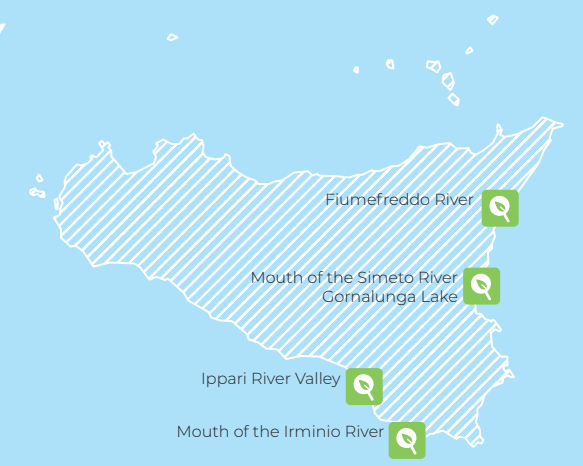 Fiumefreddo River
Mouth of the Simeto River
Gornalunga Lake
Ippari River Valley
Mouth of the Irminio River